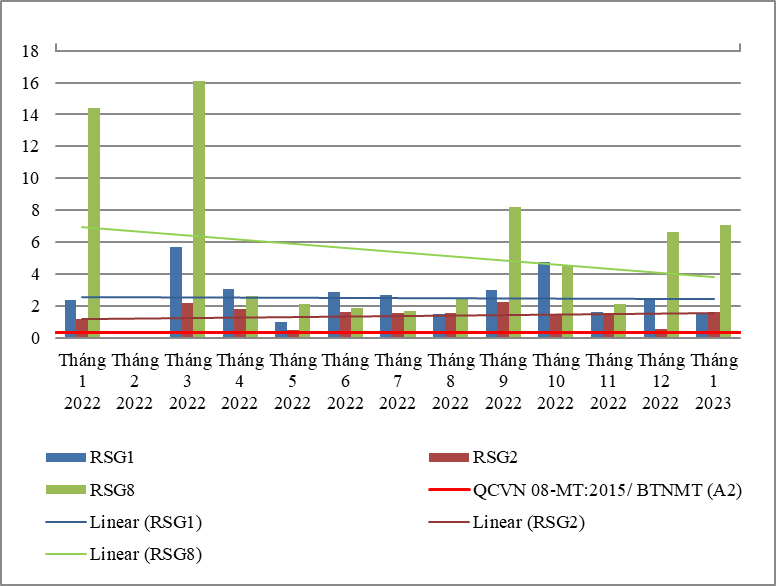 18
16
14
12
10
8
6
4
2
0
Tháng Tháng Tháng Tháng Tháng Tháng Tháng Tháng Tháng Tháng Tháng Tháng Tháng
1 2 3 4 5 6 7 8 9 10 11 12 1
2022 2022 2022 2022 2022 2022 2022 2022 2022 2022 2022 2022 2023
RSG1 RSG2
RSG8 QCVN 08-MT:2015/ BTNMT (A2)
Linear (RSG1) Linear (RSG2)
Linear (RSG8)